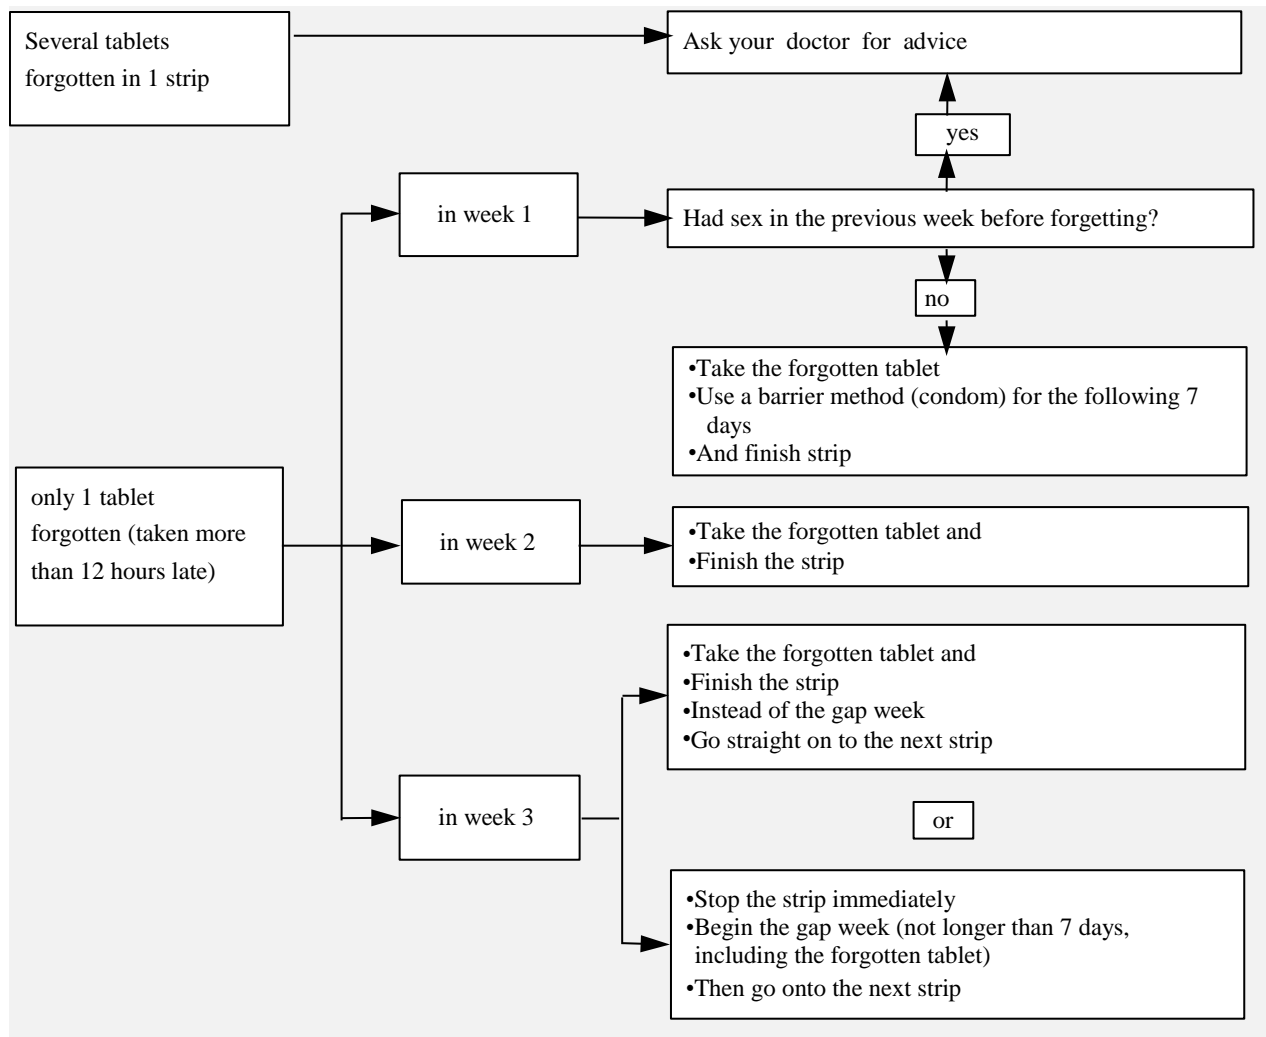 Several tablets
forgotten in 1 strip
Ask your doctor for advice
yes
in week 1
Had sex in the previous week before forgetting?
no
•Take the forgotten tablet
•Use a barrier method (condom) for the following 7
days
•And finish strip
only 1 tablet
forgotten (taken more
than 12 hours late)
in week 2
•Take the forgotten tablet and
•Finish the strip
•Take the forgotten tablet and
•Finish the strip
•Instead of the gap week
•Go straight on to the next strip
in week 3
or
•Stop the strip immediately
•Begin the gap week (not longer than 7 days,
including the forgotten tablet)
•Then go onto the next strip